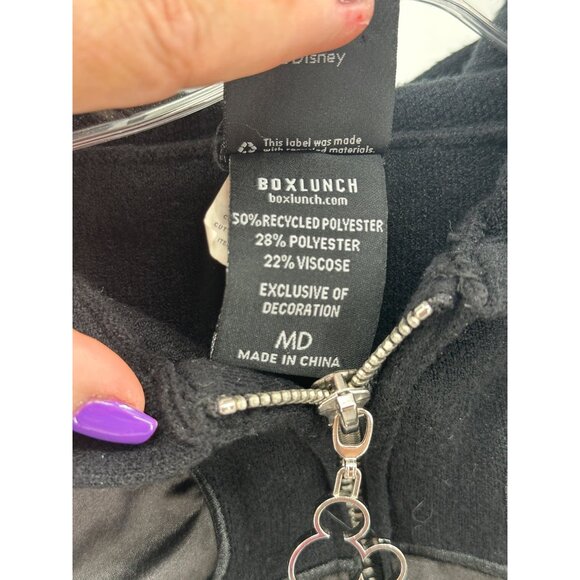 Disney
This label was made
with recycled materials.
BOXLUNCH
boxlunch.com
50%RECYCLED POLYESTER
28% POLYESTER
22% VISCOSE
EXCLUSIVE OF
DECORATION
MD
MADE IN CHINA